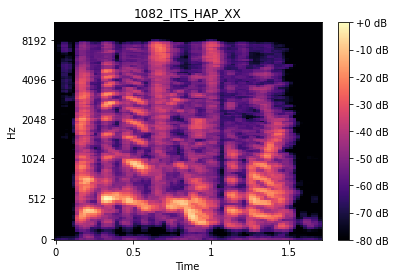 1082_ITS_HAP_XX
+0 dB
8192
-10 dB
4096
-20 dB
-30 dB
2048
Hz
-40 dB
1024
-50 dB
512
-60 dB
-70 dB
0
-80 dB
0
0.5
1
1.5
Time